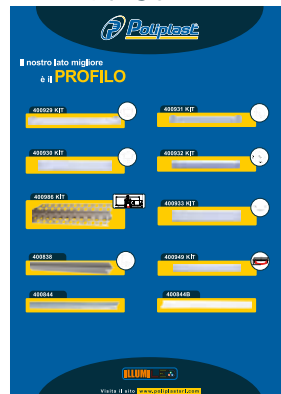 Poliplast
Il nostro lato migliore
è il PROFILO
400929 KIT
400931 KIT
400930 KIT
400932 KIT
400986 KIT
400933 KIT
400838
400949 KIT
400844
400844B
Visita il sito www.poliplastsrl.com